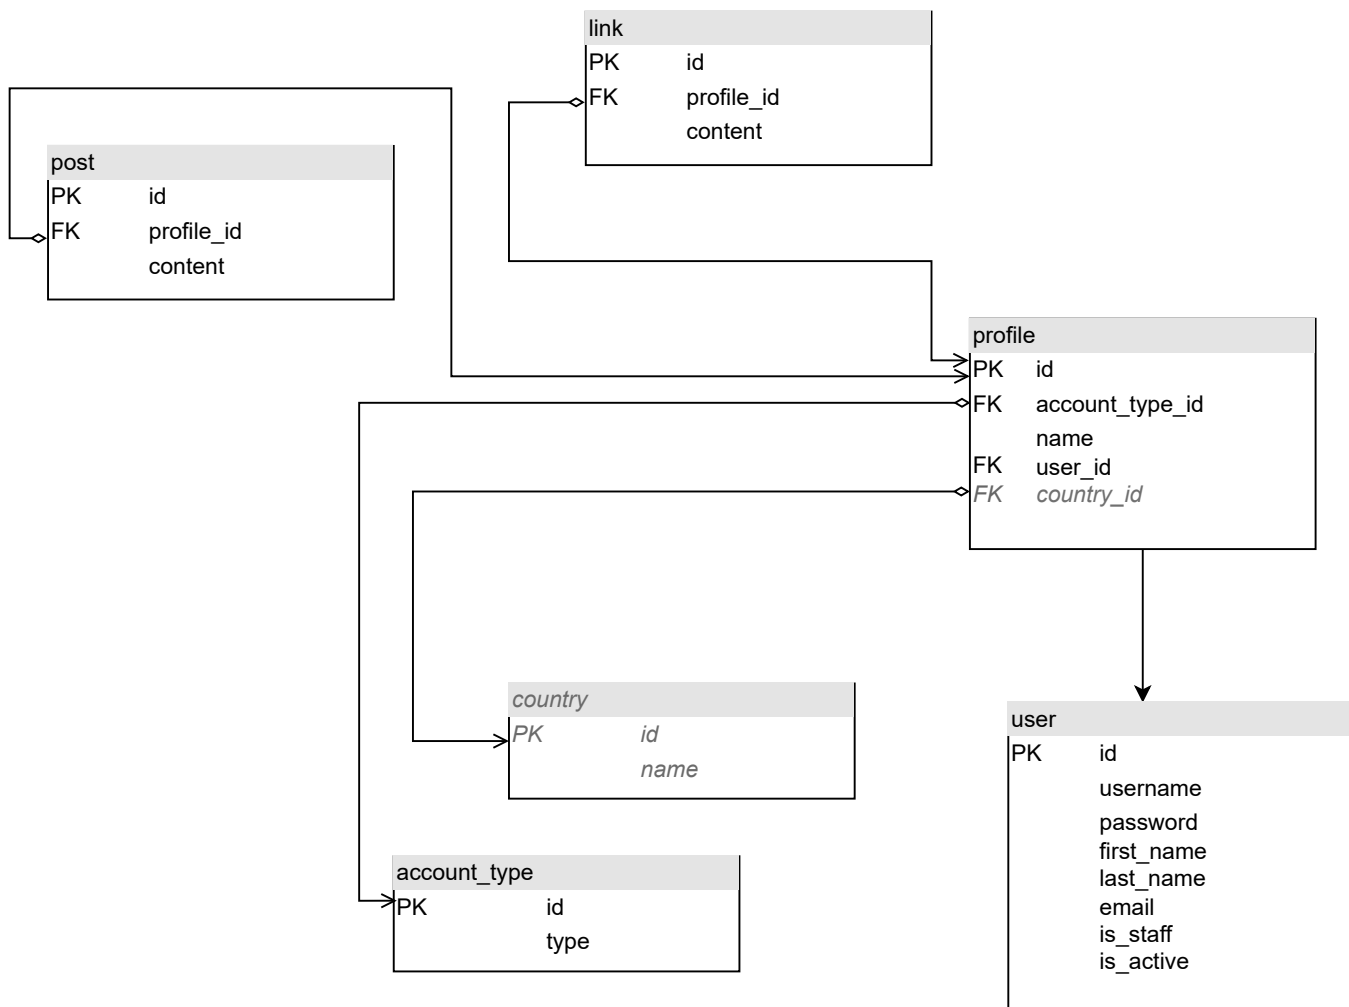 link
PK id
FK profile_id
content
post
PK id
FK profile_id
content
profile
PK id
FK account_type_id
name
FK user_id
FK country_id
country
PK id
name
user
PK id
username
password
first_name
last_name
email
is_staff
is_active
account_type
PK id
type